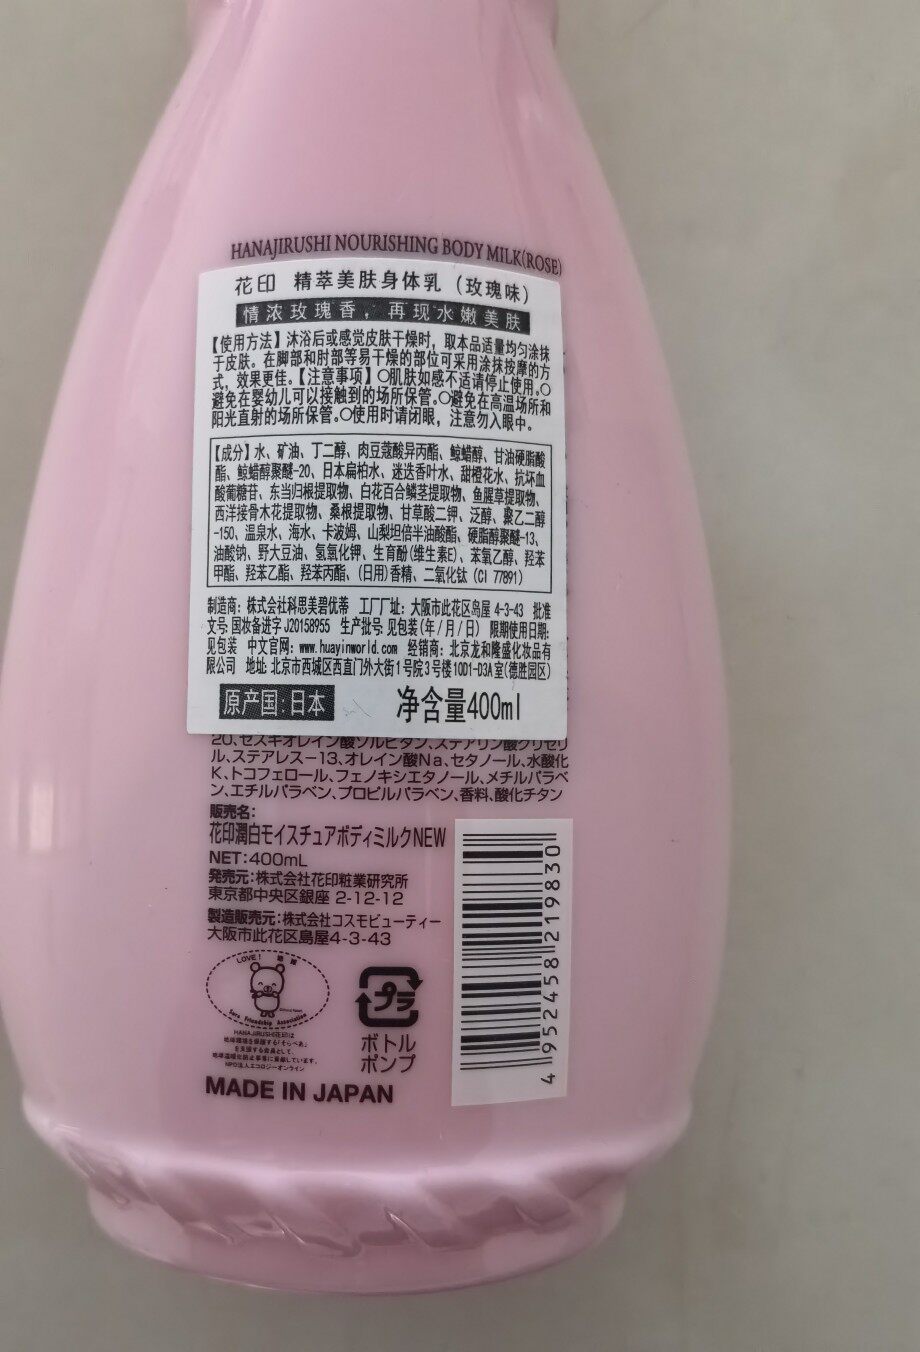 HANAJIRUSHI NOURISHING BODY MILK(ROSE)
花印 精萃美肤身体乳（玫瑰味）
情浓玫瑰香，再现水嫩美肤
【使用方法】沐浴后或感觉皮肤干燥时，取本品适量均匀涂抹
于皮肤。在脚部和肘部等易干燥的部位可采用涂抹按摩的方
式，效果更佳。【注意事项】○肌肤如感不适请停止使用。○
避免在婴幼儿可以接触到的场所保管。○避免在高温场所和
阳光直射的场所保管。○使用时请闭眼，注意勿入眼中。
【成分】水、矿油、丁二醇、肉豆蔻酸异丙酯、鲸蜡醇、甘油硬脂酸
酯、鲸蜡醇聚醚-20、日本扁柏水、迷迭香叶水、甜橙花水、抗坏血
酸葡糖苷、东当归根提取物、白花百合鳞茎提取物、鱼腥草提取物、
西洋接骨木花提取物、桑根提取物、甘草酸二钾、泛醇、聚乙二醇
-150、温泉水、海水、卡波姆、山梨坦倍半油酸酯、硬脂醇聚醚-13、
油酸钠、野大豆油、氢氧化钾、生育酚(维生素E)、苯氧乙醇、羟苯
甲酯、羟苯乙酯、羟苯丙酯、(日用)香精、二氧化钛（CI 77891）
制造商：株式会社科思美碧优蒂 工厂厂址：大阪市此花区岛屋 4-3-43 批准
文号:国妆备进字J20158955 生产批号:见包装(年/月/日) 限期使用日期:
见包装 中文官网：www.huayinworld.com 经销商：北京龙和隆盛化妆品有
限公司 地址:北京市西城区西直门外大街1号院3号楼10D1-D3A室(德胜园区)
原产国:日本 净含量400ml
20、セスキオレイン酸ソルビタン、ステアリン酸グリセリ
ル、ステアレス－13、オレイン酸Na、セタノール、水酸化
K、トコフェロール、フェノキシエタノール、メチルパラベ
ン、エチルパラベン、プロピルパラベン、香料、酸化チタン
販売名：
花印潤白モイスチュアボディミルクNEW
NET：400mL
発売元：株式会社花印粧業研究所
東京都中央区銀座 2-12-12
製造販売元：株式会社コスモビューティー
大阪市此花区島屋4-3-43
LOVE!
プラ
ボトル
ポンプ
HANAJIRUSHI(花印)は
NPO法人エコロジーオンライン
MADE IN JAPAN
4 952458 219830